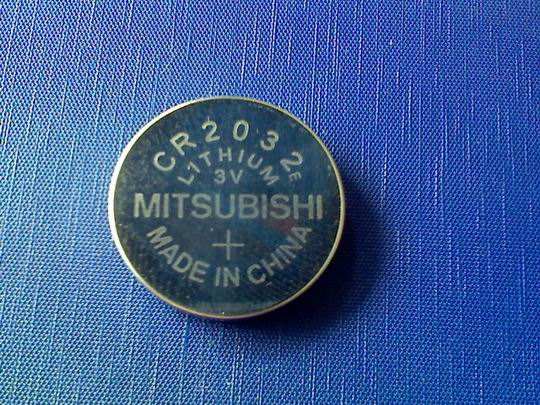 CR2032E
LITHIUM
3V
MITSUBISHI
+
MADE IN CHINA